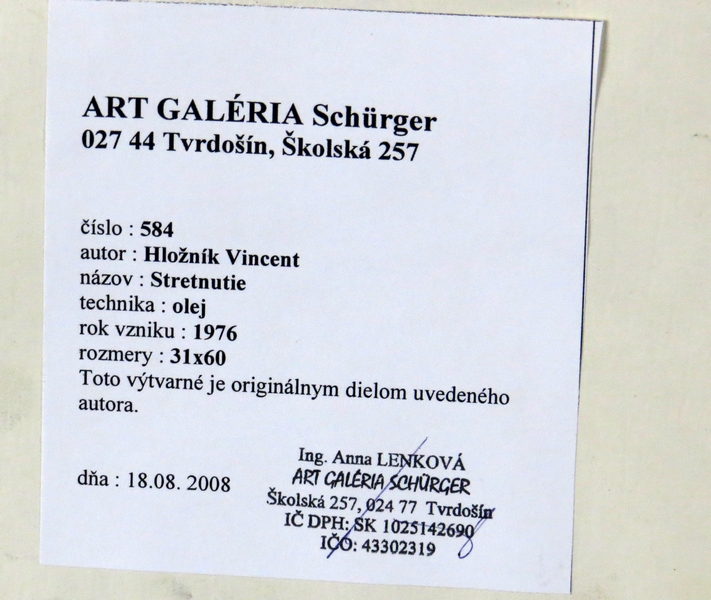 ART GALÉRIA Schürger
027 44 Tvrdošín, Školská 257
číslo : 584
autor : Hložník Vincent
názov : Stretnutie
technika : olej
rok vzniku : 1976
rozmery : 31x60
Toto výtvarné je originálnym dielom uvedeného
autora.
dňa : 18.08. 2008
Ing. Anna LENKOVÁ
ART GALÉRIA SCHÜRGER
Školská 257, 024 77 Tvrdošín
IČ DPH: SK 1025142690
IČO: 43302319